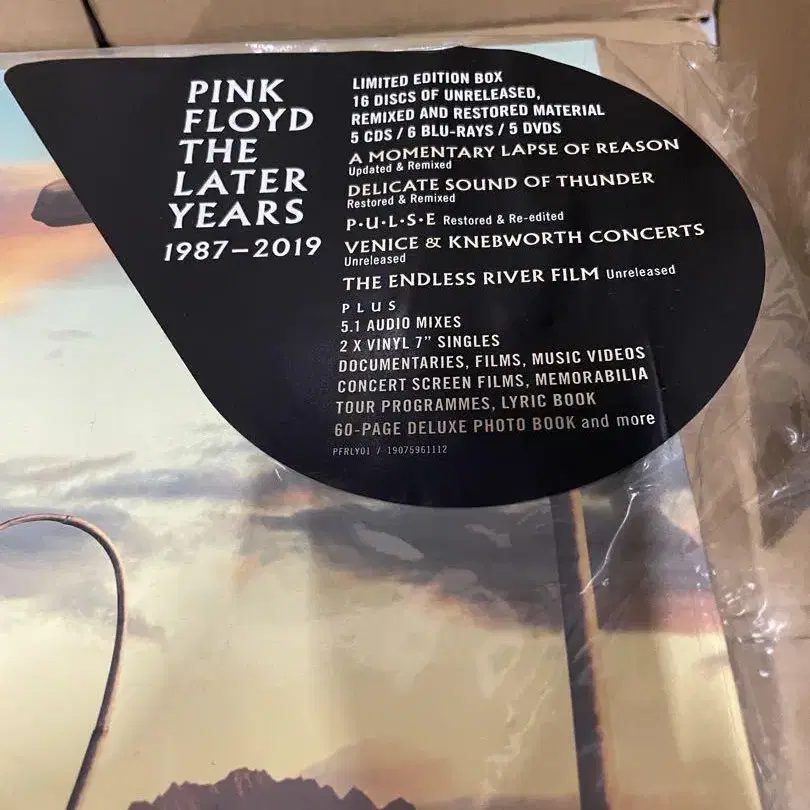 PINK
FLOYD
THE
LATER
YEARS
1987–2019
LIMITED EDITION BOX
16 DISCS OF UNRELEASED,
REMIXED AND RESTORED MATERIAL
5 CDS / 6 BLU-RAYS / 5 DVDS
A MOMENTARY LAPSE OF REASON
Updated & Remixed
DELICATE SOUND OF THUNDER
Restored & Remixed
P·U·L·S·E Restored & Re-edited
VENICE & KNEBWORTH CONCERTS
Unreleased
THE ENDLESS RIVER FILM Unreleased
PLUS
5.1 AUDIO MIXES
2 X VINYL 7" SINGLES
DOCUMENTARIES, FILMS, MUSIC VIDEOS
CONCERT SCREEN FILMS, MEMORABILIA
TOUR PROGRAMMES, LYRIC BOOK
60-PAGE DELUXE PHOTO BOOK and more
PFRLY01 / 19075961112